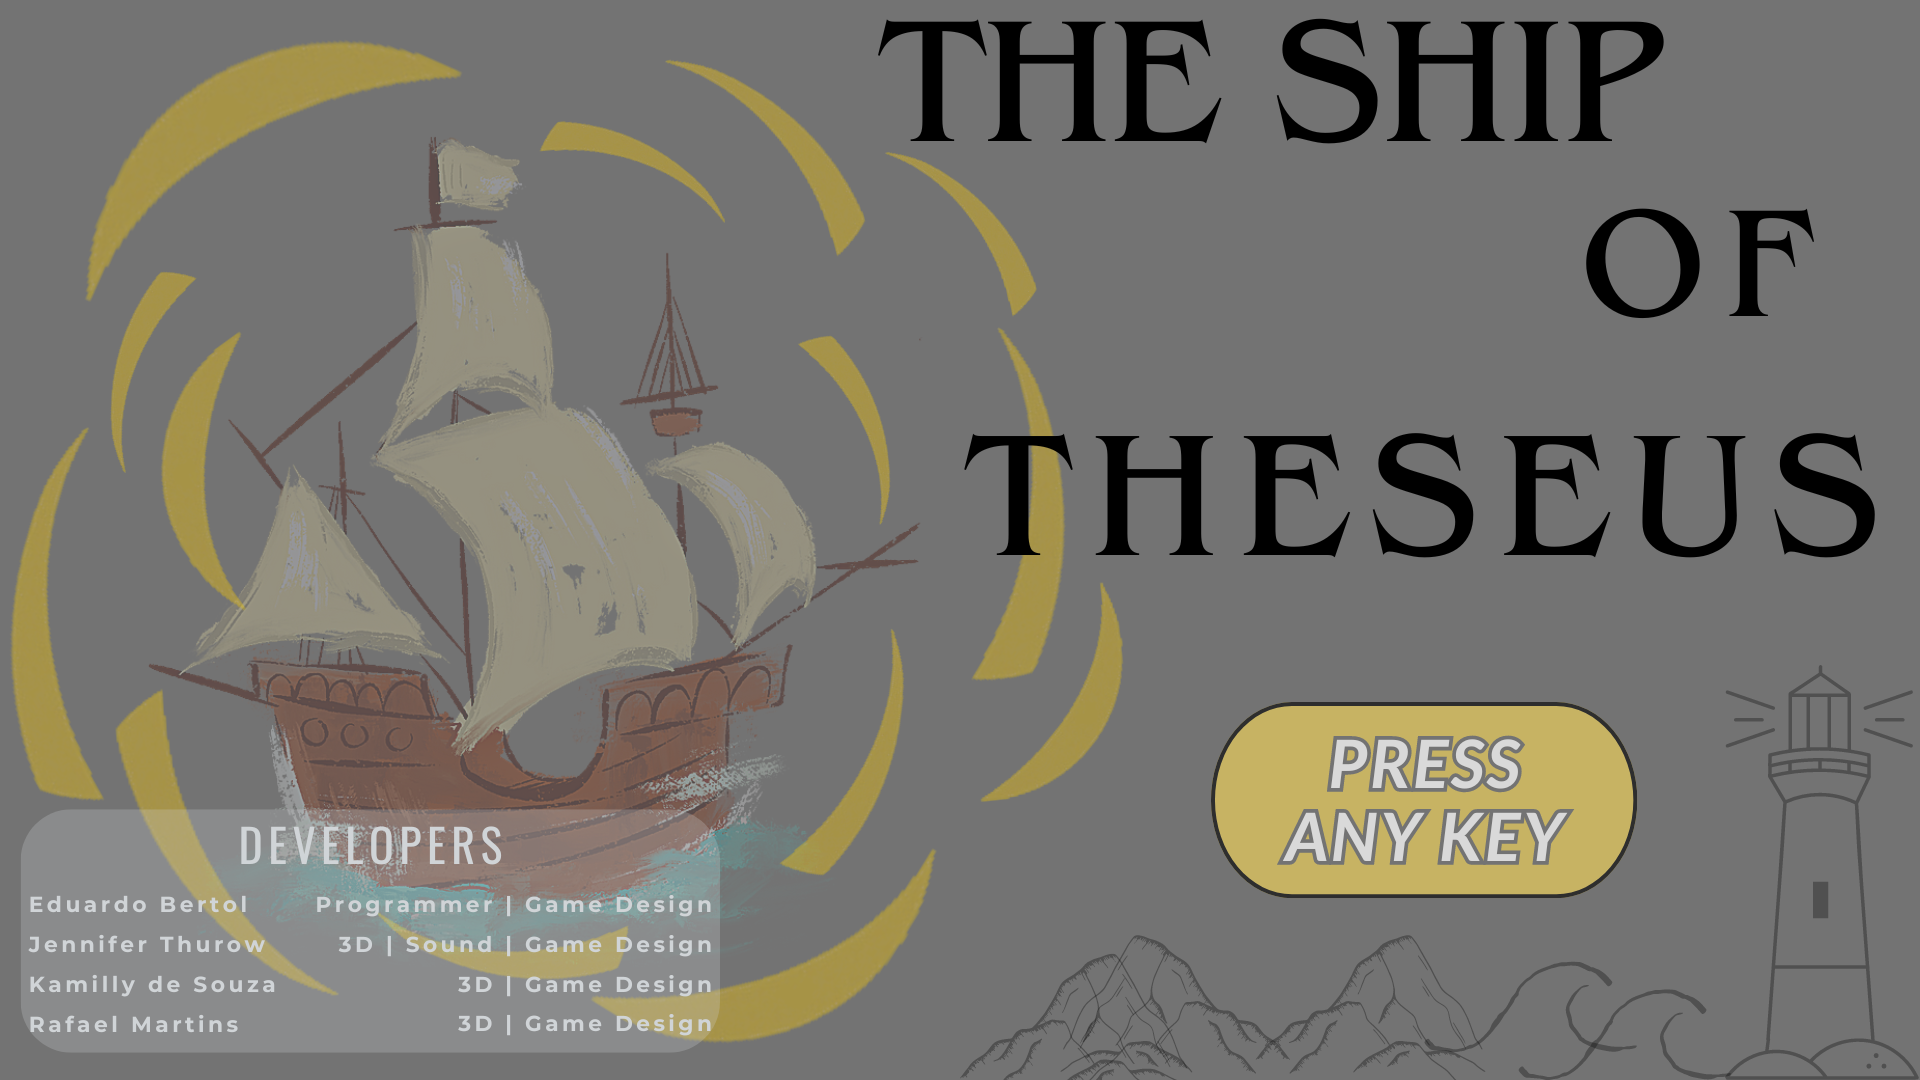 THE SHIP
OF
THESEUS
PRESS
ANY KEY
DEVELOPERS
Eduardo Bertol Programmer | Game Design
Jennifer Thurow 3D | Sound | Game Design
Kamilly de Souza 3D | Game Design
Rafael Martins 3D | Game Design